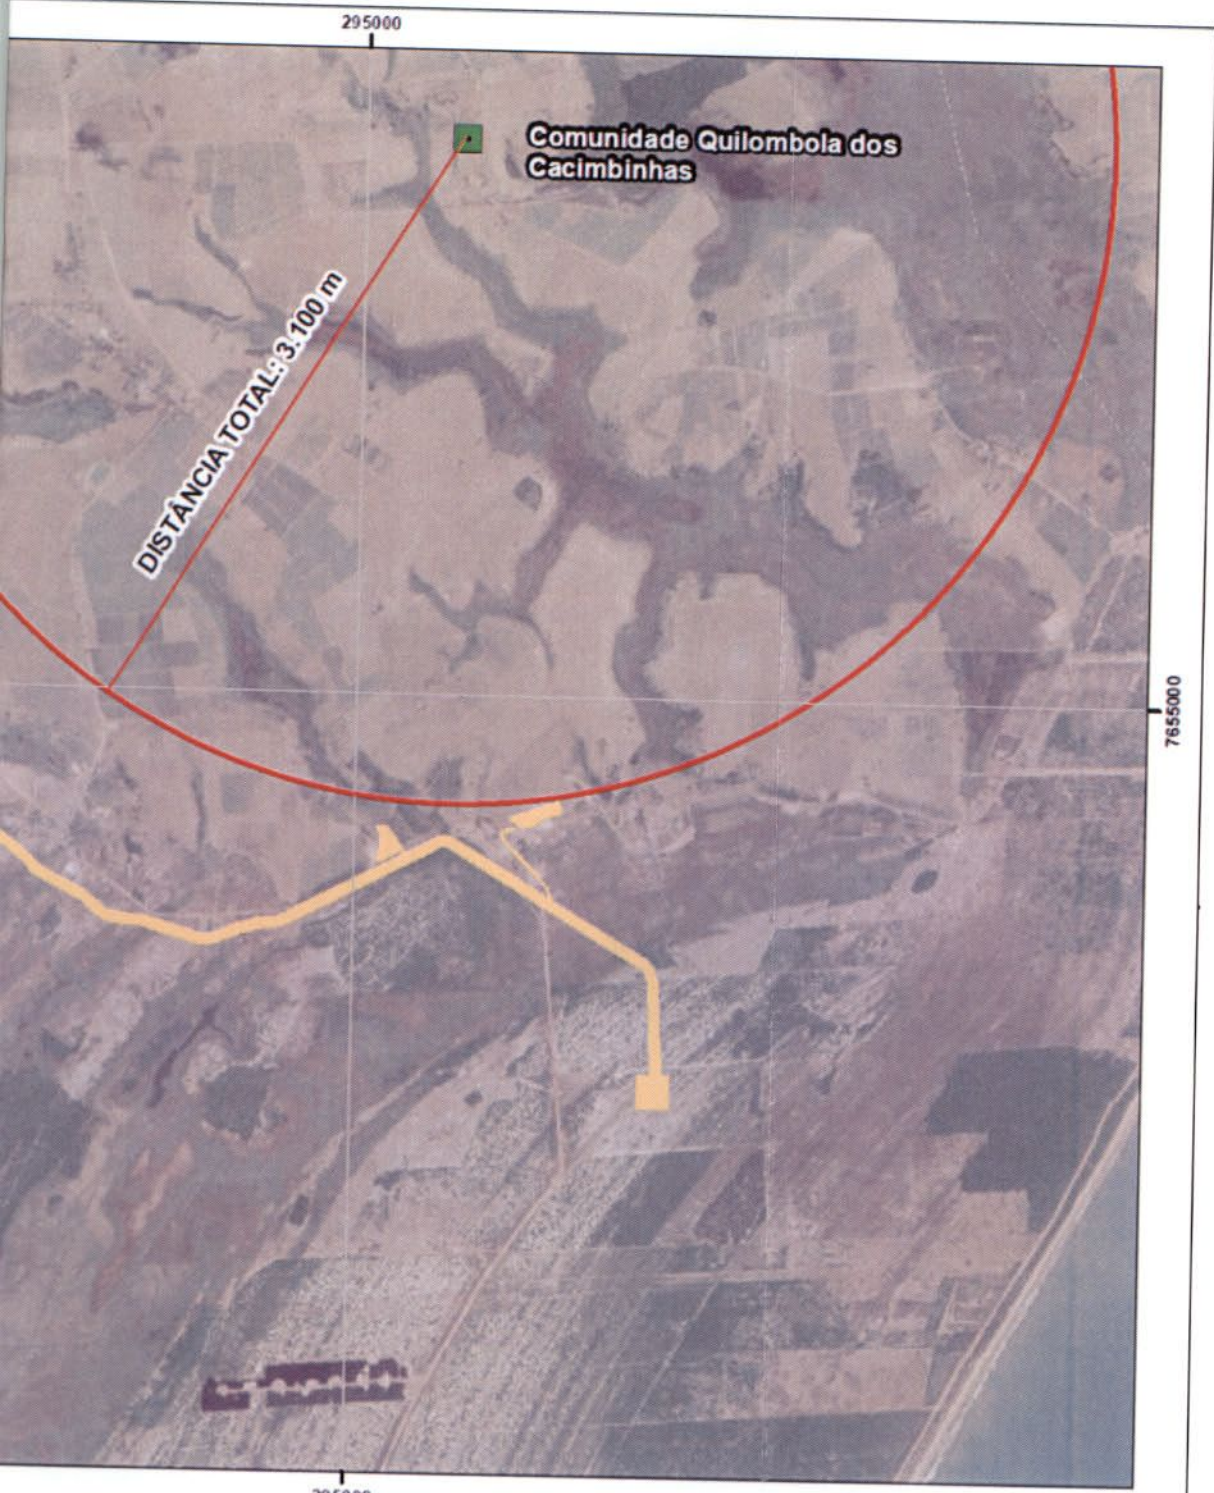 295000
Comunidade Quilombola dos
Cacimbinhas
DISTÂNCIA TOTAL: 3.100 m
7655000